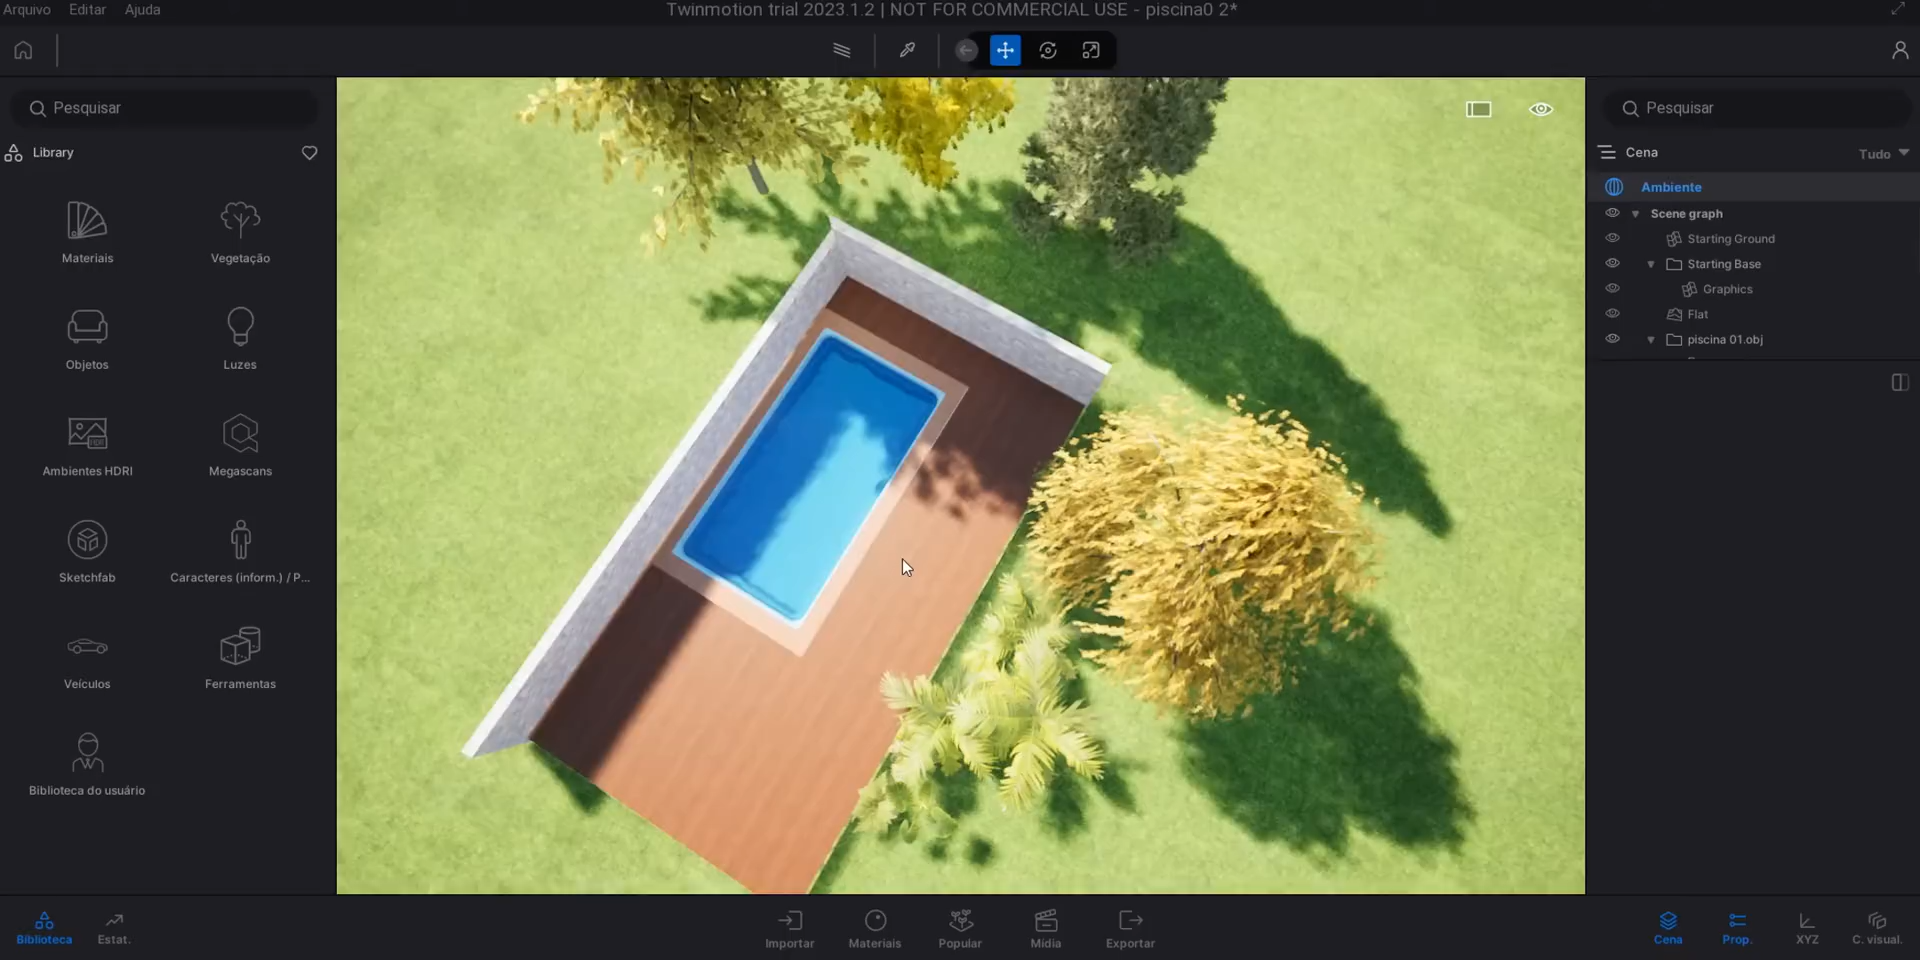 Arquivo Editar Ajuda
Twinmotion trial 2023.1.2 | NOT FOR COMMERCIAL USE - piscina0 2*
Pesquisar
Library
Materiais
Vegetação
Objetos
Luzes
Ambientes HDRI
Megascans
Sketchfab
Caracteres (inform.) / P...
Veículos
Ferramentas
Biblioteca do usuário
Pesquisar
Cena
Tudo
Ambiente
Scene graph
Starting Ground
Starting Base
Graphics
Flat
piscina 01.obj
Biblioteca
Estat.
Importar
Materiais
Popular
Mídia
Exportar
Cena
Prop.
XYZ
C. visual.